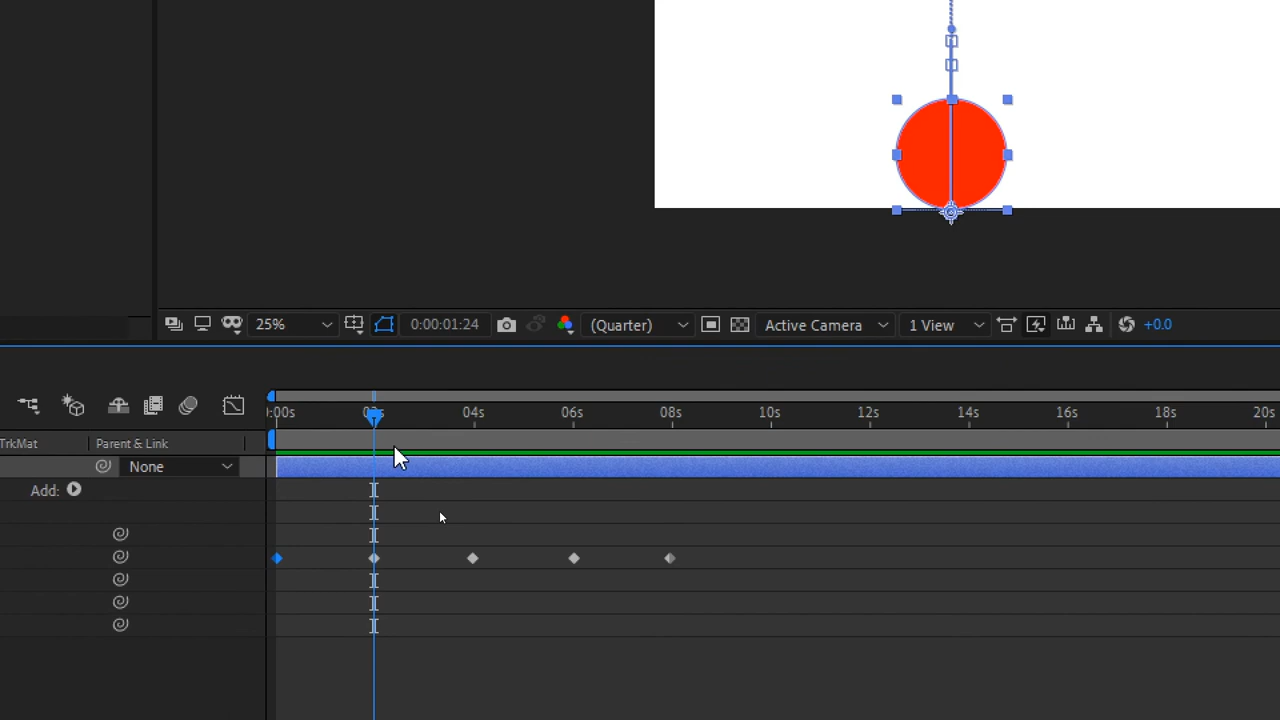 25% 0:00:01:24 (Quarter) Active Camera 1 View +0.0
:00s 02s 04s 06s 08s 10s 12s 14s 16s 18s 20s
TrkMat Parent & Link
None
Add: